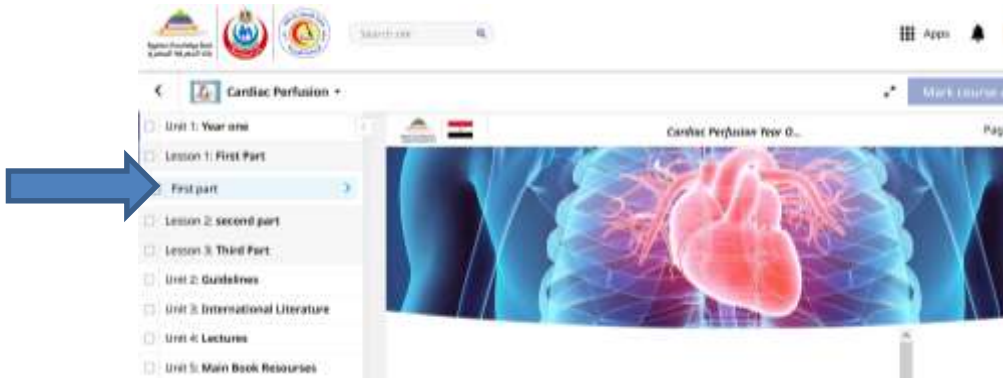 Search site
Apps
Cardiac Perfusion
Mark course
Unit 1: Year one
Cardiac Perfusion Year O...
Pag
Lesson 1: First Part
First part
Lesson 2: second part
Lesson 3: Third Part
Unit 2: Guidelines
Unit 3: International Literature
Unit 4: Lectures
Unit 5: Main Book Resourses